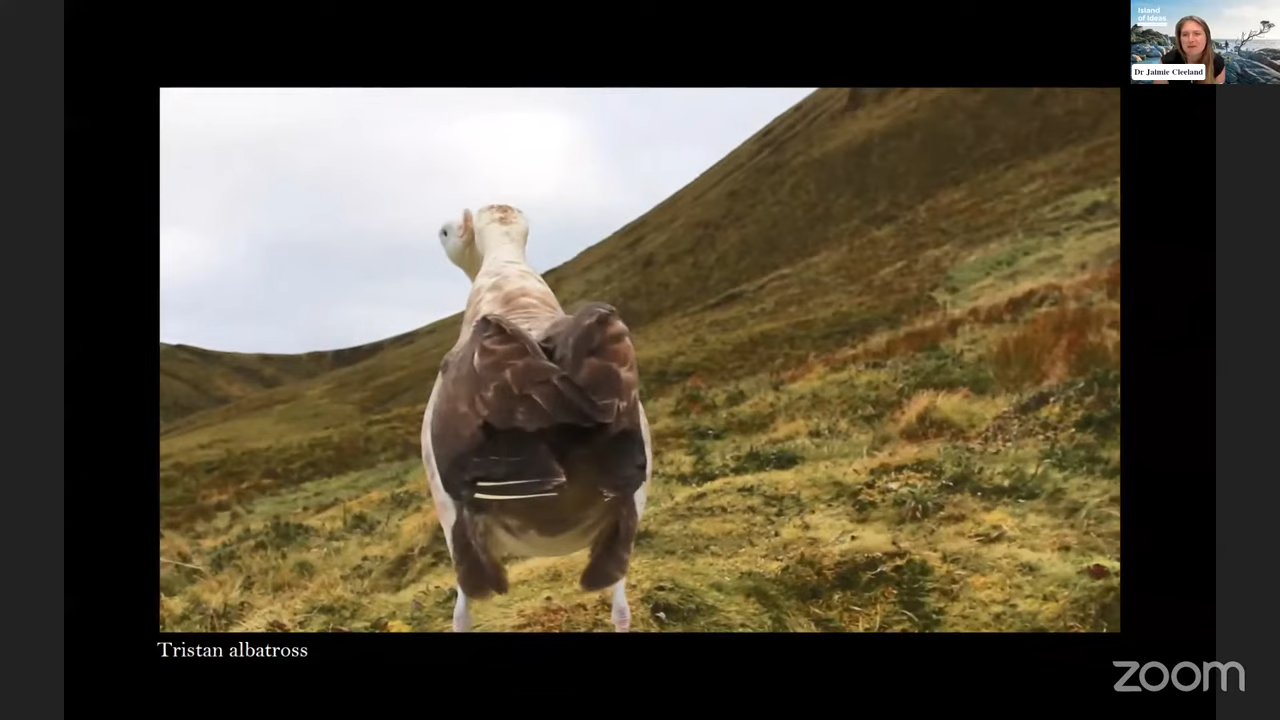 Island
of Ideas
Dr Jaimie Cleeland
Tristan albatross
zoom